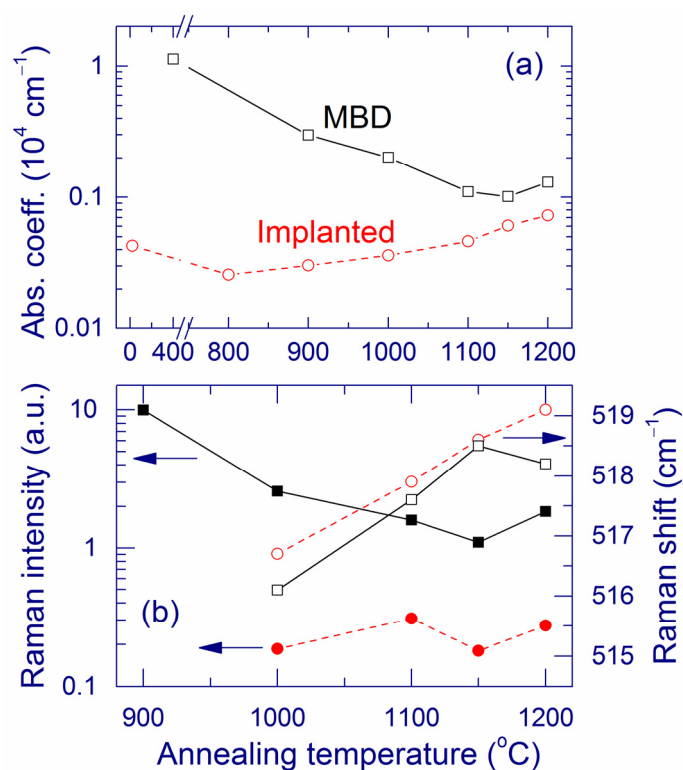 (a)
1
MBD
0.1
Implanted
0.01
Abs. coeff. (10⁴ cm⁻¹)
0 400 800 900 1000 1100 1200
10
519
518
1
517
516
(b)
515
0.1
Raman intensity (a.u.)
Raman shift (cm⁻¹)
900 1000 1100 1200
Annealing temperature (°C)